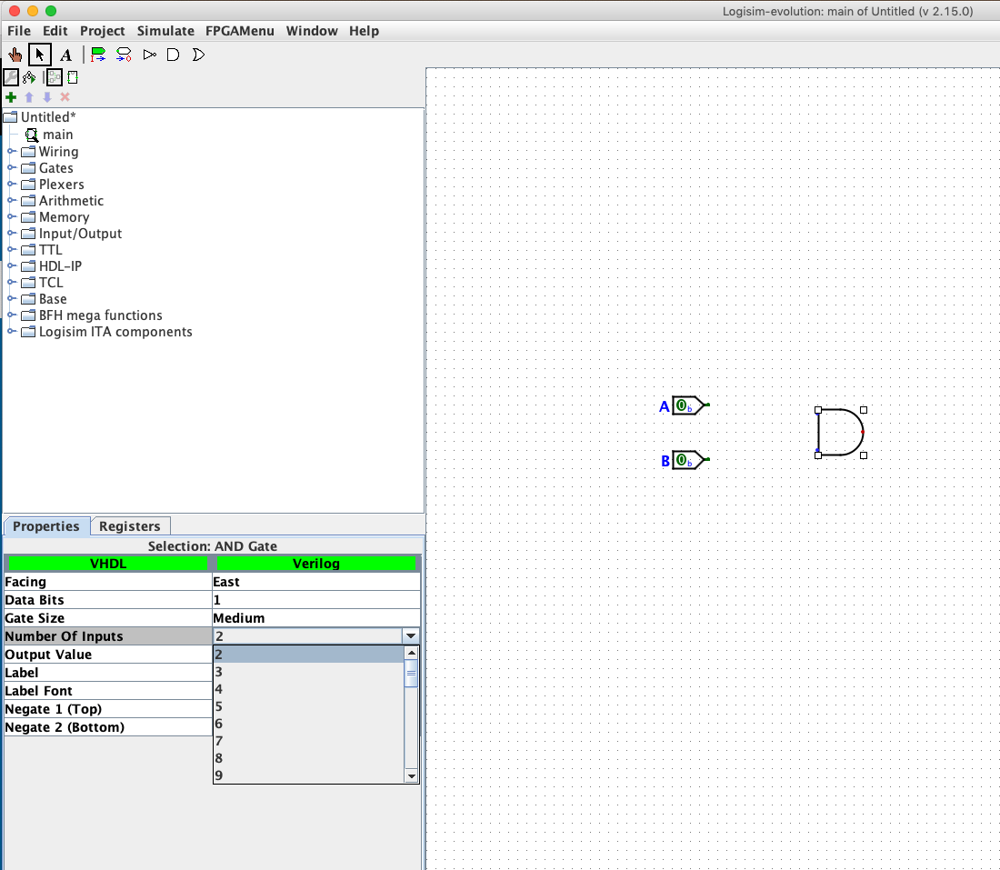 Logisim-evolution: main of Untitled (v 2.15.0)
File Edit Project Simulate FPGAMenu Window Help
A
Untitled*
main
Wiring
Gates
Plexers
Arithmetic
Memory
Input/Output
TTL
HDL-IP
TCL
Base
BFH mega functions
Logisim ITA components
A 0 b
B 0 b
Properties Registers
Selection: AND Gate
VHDL Verilog
Facing East
Data Bits 1
Gate Size Medium
Number Of Inputs 2
Output Value 2
Label 3
Label Font 4
Negate 1 (Top) 5
Negate 2 (Bottom) 6
7
8
9